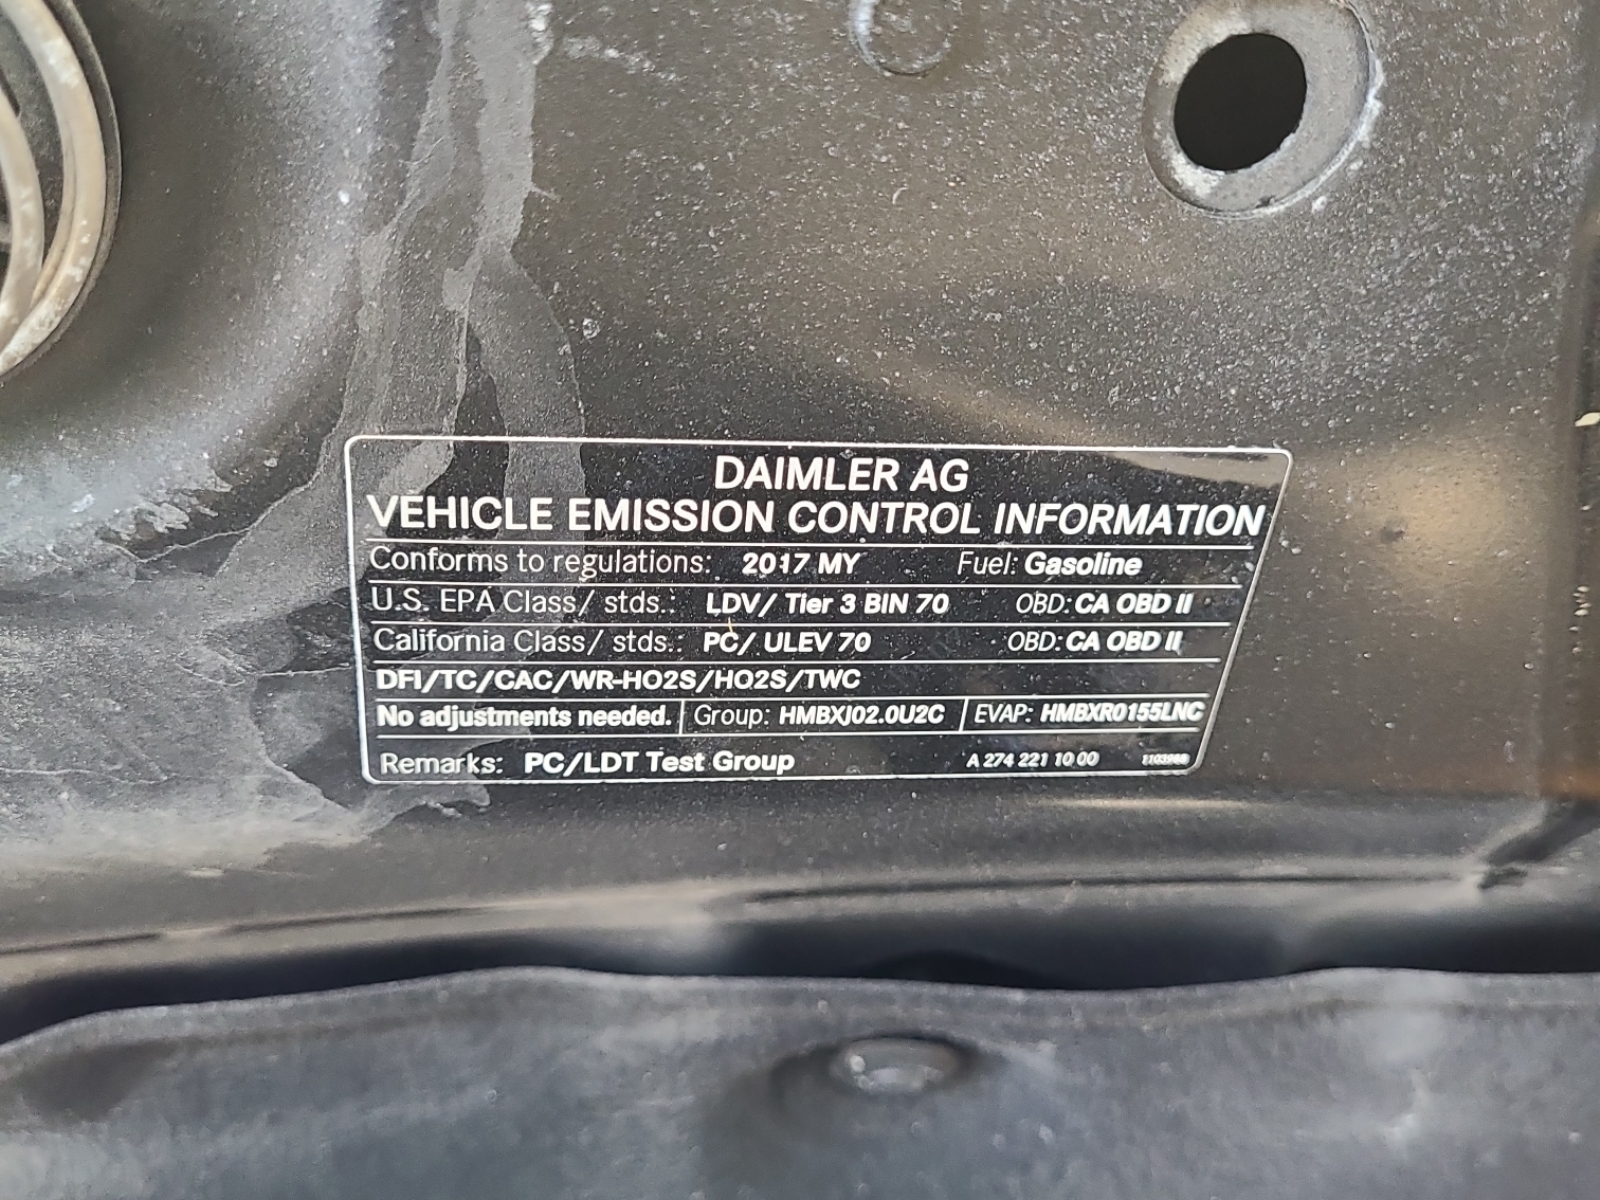 DAIMLER AG
VEHICLE EMISSION CONTROL INFORMATION
Conforms to regulations: 2017 MY Fuel: Gasoline
U.S. EPA Class/ stds.: LDV/ Tier 3 BIN 70 OBD: CA OBD II
California Class/ stds.: PC/ ULEV 70 OBD: CA OBD II
DFI/TC/CAC/WR-HO2S/HO2S/TWC
No adjustments needed. Group: HMBXJ02.0U2C EVAP: HMBXR0155LNC
Remarks: PC/LDT Test Group A 274 221 10 00